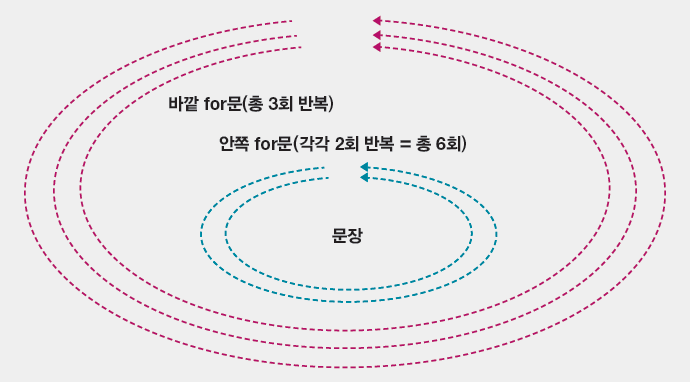 바깥 for문(총 3회 반복)
안쪽 for문(각각 2회 반복 = 총 6회)
문장